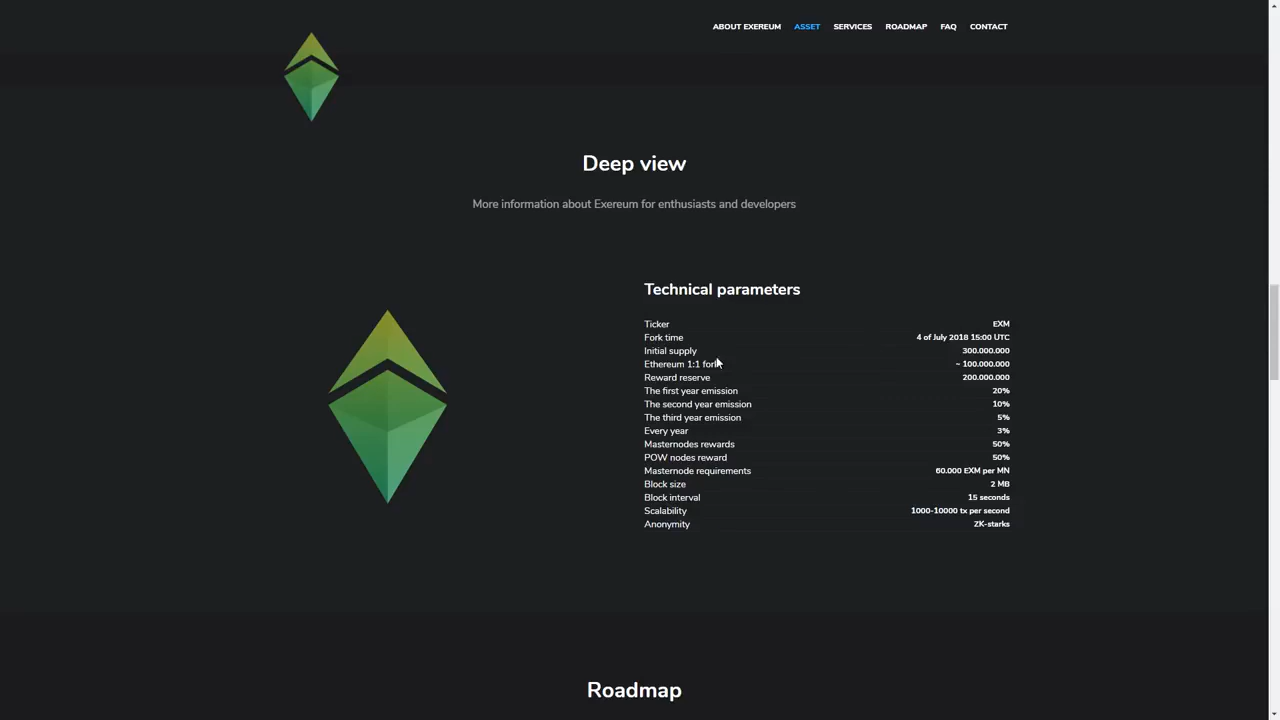 ABOUT EXEREUM ASSET SERVICES ROADMAP FAQ CONTACT
Deep view
More information about Exereum for enthusiasts and developers
Technical parameters
Ticker EXM
Fork time 4 of July 2018 15:00 UTC
Initial supply 300.000.000
Ethereum 1:1 fork ~ 100.000.000
Reward reserve 200.000.000
The first year emission 20%
The second year emission 10%
The third year emission 5%
Every year 3%
Masternodes rewards 50%
POW nodes reward 50%
Masternode requirements 60.000 EXM per MN
Block size 2 MB
Block interval 15 seconds
Scalability 1000-10000 tx per second
Anonymity ZK-starks
Roadmap